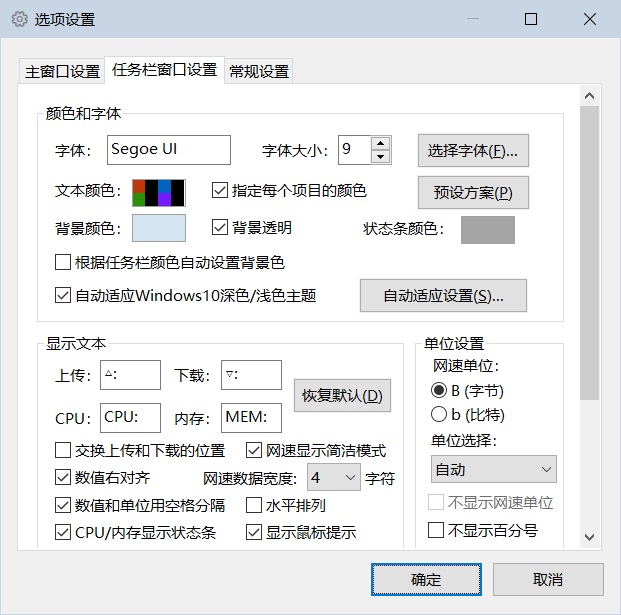 选项设置
主窗口设置 任务栏窗口设置 常规设置
颜色和字体
字体: Segoe UI 字体大小: 9 选择字体(F)...
文本颜色: 指定每个项目的颜色 预设方案(P)
背景颜色: 背景透明 状态条颜色:
根据任务栏颜色自动设置背景色
自动适应Windows10深色/浅色主题 自动适应设置(S)...
显示文本
上传: △: 下载: ▽: 恢复默认(D)
CPU: CPU: 内存: MEM:
交换上传和下载的位置 网速显示简洁模式
数值右对齐 网速数据宽度: 4 字符
数值和单位用空格分隔 水平排列
CPU/内存显示状态条 显示鼠标提示
单位设置
网速单位:
B (字节)
b (比特)
单位选择:
自动
不显示网速单位
不显示百分号
确定 取消